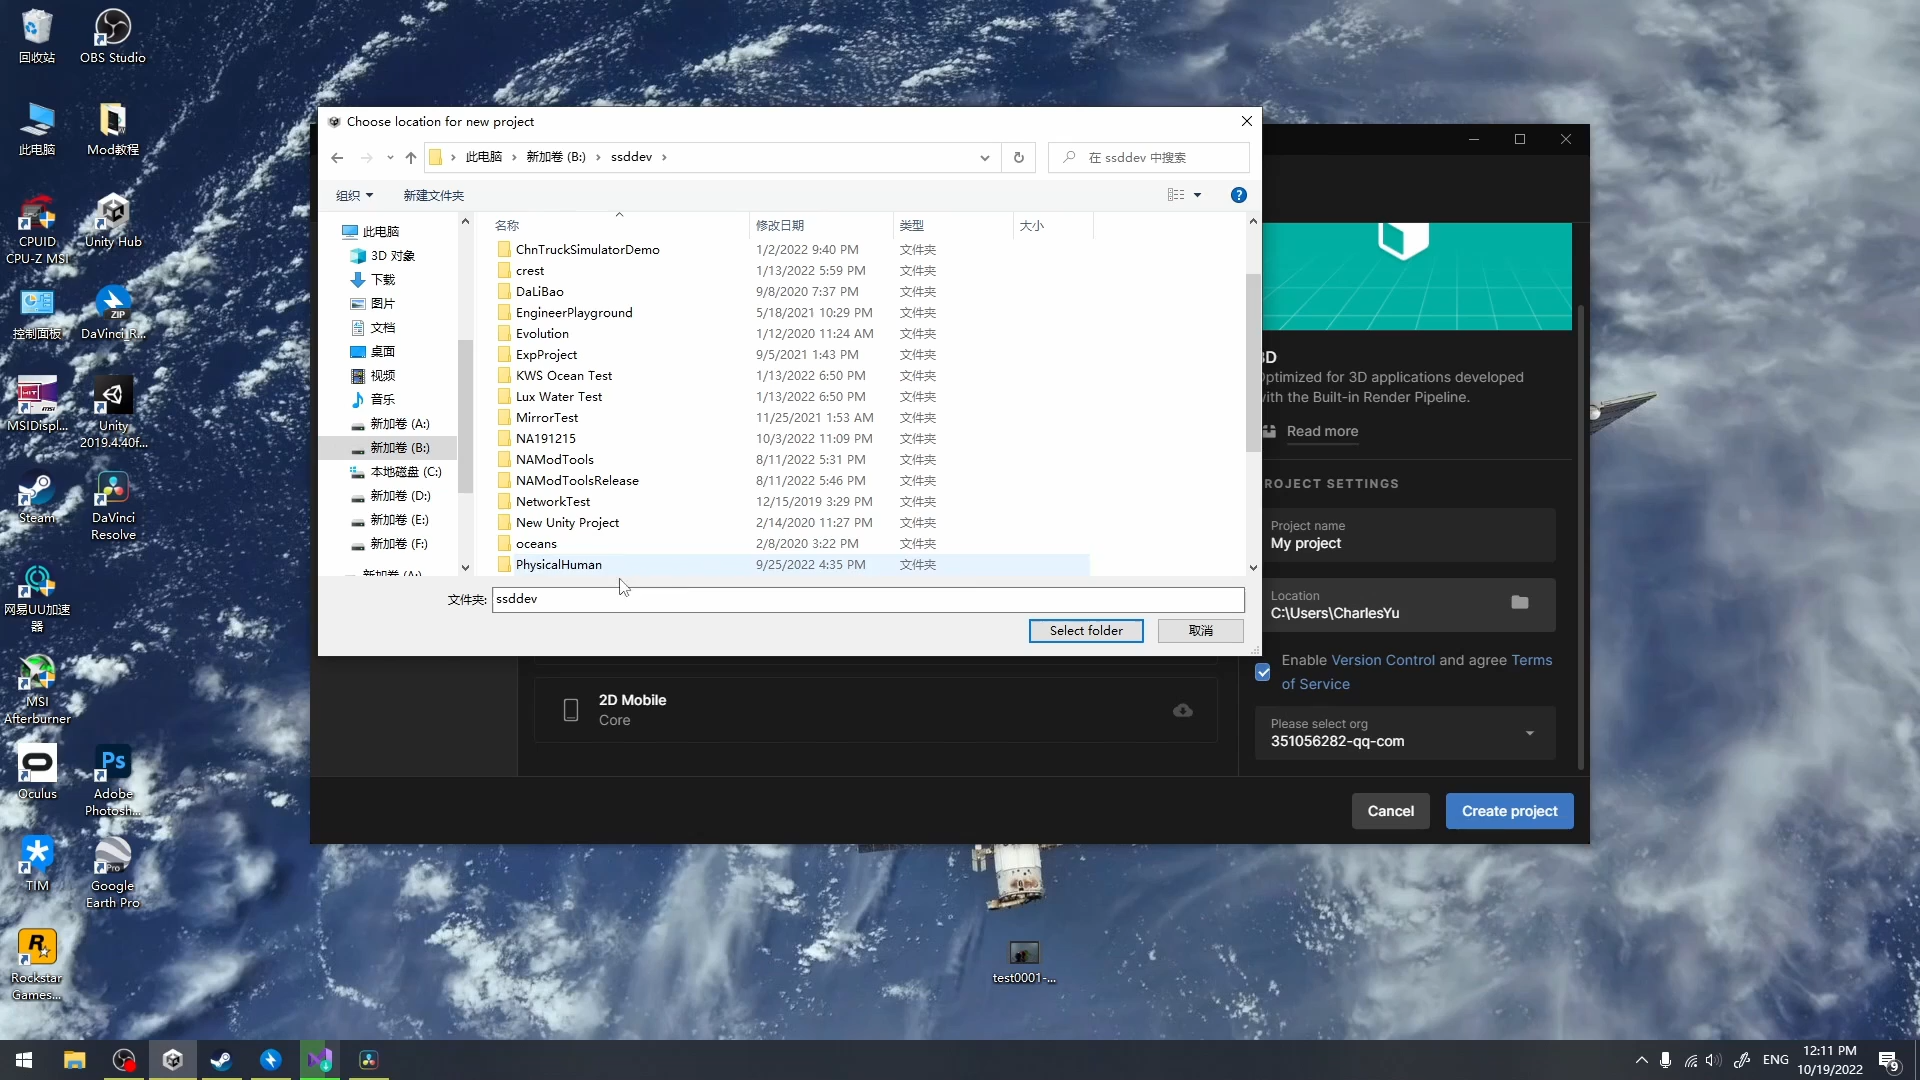 回收站
OBS Studio
此电脑
Mod教程
CPUID
CPU-Z MSI
Unity Hub
控制面板
DaVinci_R...
MSIDispl...
Unity
2019.4.40f...
Steam
DaVinci
Resolve
网易UU加速
器
MSI
Afterburner
Oculus
Adobe
Photosh...
TIM
Google
Earth Pro
Rockstar
Games...
Choose location for new project
此电脑 › 新加卷 (B:) › ssddev ›
在 ssddev 中搜索
组织
新建文件夹
此电脑
3D 对象
下载
图片
文档
桌面
视频
音乐
新加卷 (A:)
新加卷 (B:)
本地磁盘 (C:)
新加卷 (D:)
新加卷 (E:)
新加卷 (F:)
新加卷 (A:)
名称 修改日期 类型 大小
ChnTruckSimulatorDemo 1/2/2022 9:40 PM 文件夹
crest 1/13/2022 5:59 PM 文件夹
DaLiBao 9/8/2020 7:37 PM 文件夹
EngineerPlayground 5/18/2021 10:29 PM 文件夹
Evolution 1/12/2020 11:24 AM 文件夹
ExpProject 9/5/2021 1:43 PM 文件夹
KWS Ocean Test 1/13/2022 6:50 PM 文件夹
Lux Water Test 1/13/2022 6:50 PM 文件夹
MirrorTest 11/25/2021 1:53 AM 文件夹
NA191215 10/3/2022 11:09 PM 文件夹
NAModTools 8/11/2022 5:31 PM 文件夹
NAModToolsRelease 8/11/2022 5:46 PM 文件夹
NetworkTest 12/15/2019 3:29 PM 文件夹
New Unity Project 2/14/2020 11:27 PM 文件夹
oceans 2/8/2020 3:22 PM 文件夹
PhysicalHuman 9/25/2022 4:35 PM 文件夹
文件夹: ssddev
Select folder
取消
3D
Optimized for 3D applications developed
with the Built-in Render Pipeline.
Read more
PROJECT SETTINGS
Project name
My project
Location
C:\Users\CharlesYu
Enable Version Control and agree Terms
of Service
Please select org
351056282-qq-com
2D Mobile
Core
Cancel
Create project
test0001-...
ENG
12:11 PM
10/19/2022
9